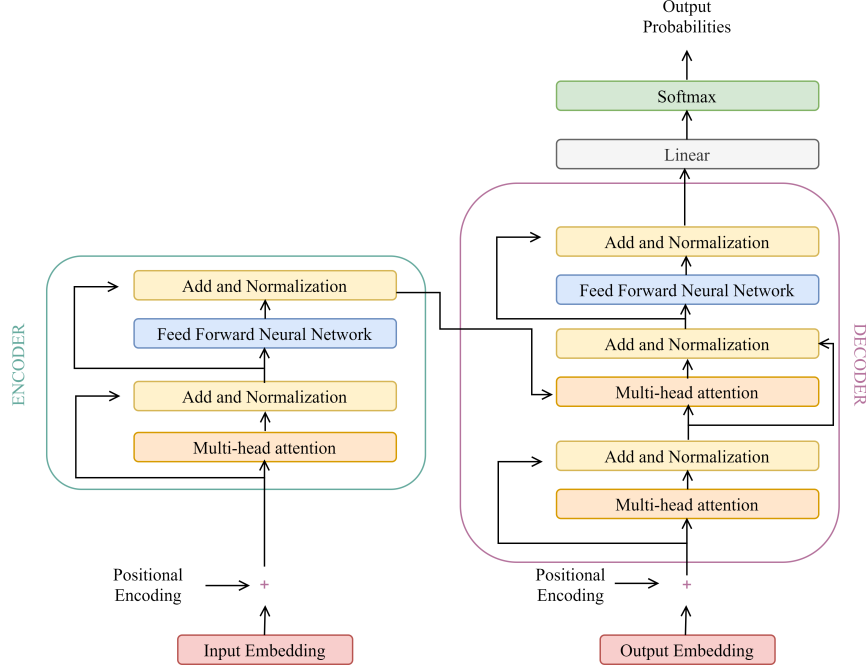 Output
Probabilities
Softmax
Linear
Add and Normalization
Feed Forward Neural Network
Add and Normalization
Multi-head attention
Add and Normalization
Multi-head attention
DECODER
Positional
Encoding
+
Output Embedding
ENCODER
Add and Normalization
Feed Forward Neural Network
Add and Normalization
Multi-head attention
Positional
Encoding
+
Input Embedding